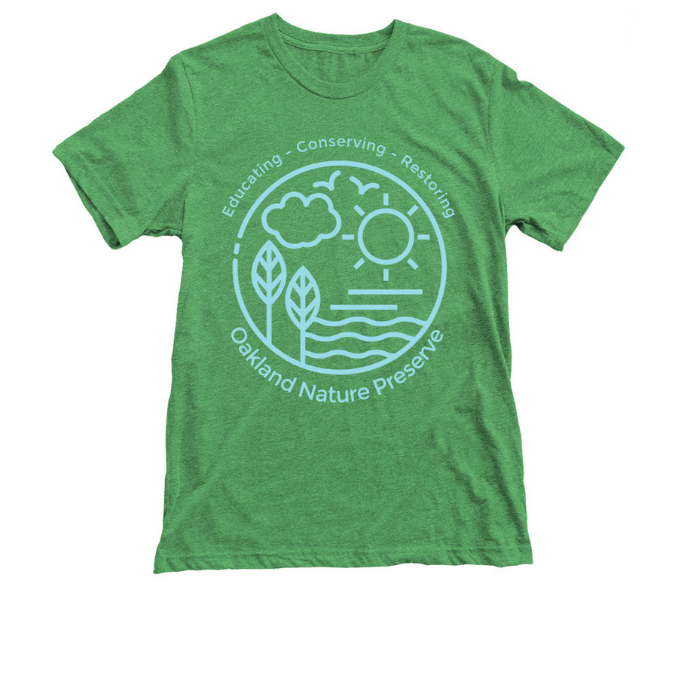 Educating - Conserving - Restoring
Oakland Nature Preserve